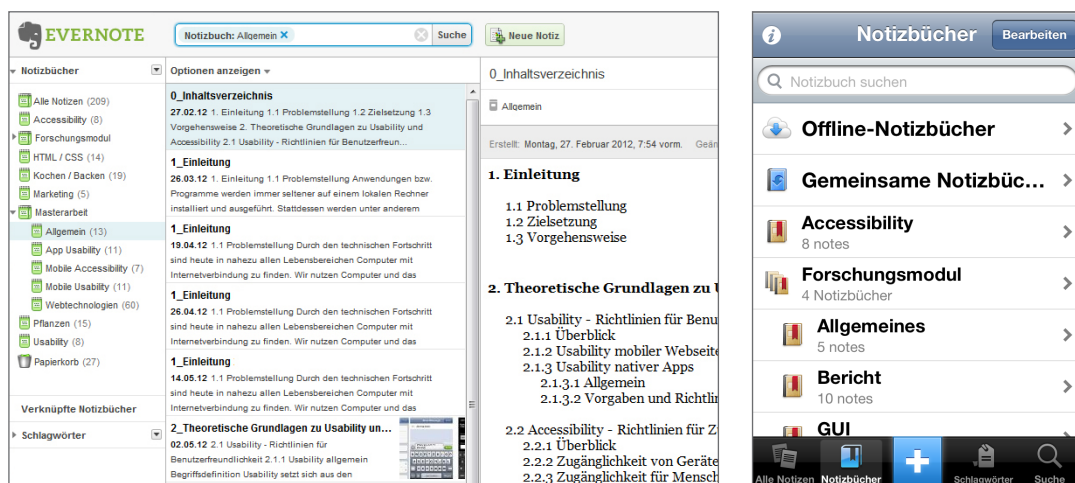 EVERNOTE
Notizbuch: Allgemein ✕
Suche
Neue Notiz
Notizbücher
Alle Notizen (209)
Accessibility (8)
Forschungsmodul
HTML / CSS (14)
Kochen / Backen (19)
Marketing (5)
Masterarbeit
Allgemein (13)
App Usability (11)
Mobile Accessibility (7)
Mobile Usability (11)
Webtechnologien (60)
Pflanzen (15)
Usability (8)
Papierkorb (27)
Verknüpfte Notizbücher
Schlagwörter
Optionen anzeigen
0_Inhaltsverzeichnis
27.02.12 1. Einleitung 1.1 Problemstellung 1.2 Zielsetzung 1.3
Vorgehensweise 2. Theoretische Grundlagen zu Usability und
Accessibility 2.1 Usability - Richtlinien für Benutzerfreun...
1_Einleitung
26.03.12 1. Einleitung 1.1 Problemstellung Anwendungen bzw.
Programme werden immer seltener auf einem lokalen Rechner
installiert und ausgeführt. Stattdessen werden unter anderem
1_Einleitung
19.04.12 1.1 Problemstellung Durch den technischen Fortschritt
sind heute in nahezu allen Lebensbereichen Computer mit
Internetverbindung zu finden. Wir nutzen Computer und das
1_Einleitung
26.04.12 1.1 Problemstellung Durch den technischen Fortschritt
sind heute in nahezu allen Lebensbereichen Computer mit
Internetverbindung zu finden. Wir nutzen Computer und das
1_Einleitung
14.05.12 1.1 Problemstellung Durch den technischen Fortschritt
sind heute in nahezu allen Lebensbereichen Computer mit
Internetverbindung zu finden. Wir nutzen Computer und das
2_Theoretische Grundlagen zu Usability un...
02.05.12 2.1 Usability - Richtlinien für
Benutzerfreundlichkeit 2.1.1 Usability allgemein
Begriffsdefinition Usability setzt sich aus den
0_Inhaltsverzeichnis
Allgemein
Erstellt: Montag, 27. Februar 2012, 7:54 vorm. Geän
1. Einleitung
1.1 Problemstellung
1.2 Zielsetzung
1.3 Vorgehensweise
2. Theoretische Grundlagen zu U
2.1 Usability - Richtlinien für Benu
2.1.1 Überblick
2.1.2 Usability mobiler Webseite
2.1.3 Usability nativer Apps
2.1.3.1 Allgemein
2.1.3.2 Vorgaben und Richtlin
2.2 Accessibility - Richtlinien für Z
2.2.1 Überblick
2.2.2 Zugänglichkeit von Geräte
2.2.3 Zugänglichkeit für Mensch
Notizbücher
Bearbeiten
Notizbuch suchen
Offline-Notizbücher
Gemeinsame Notizbüc...
Accessibility
8 notes
Forschungsmodul
4 Notizbücher
Allgemeines
5 notes
Bericht
10 notes
GUI
Alle Notizen
Notizbücher
Schlagwörter
Suche